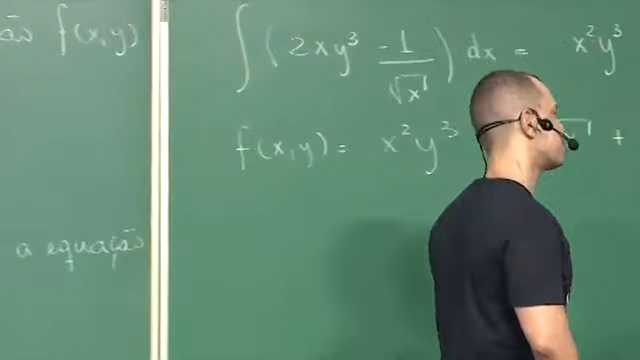 ão f(x,y)
∫ ( 2xy³ - 1/√x ) dx = x²y³
f(x,y) = x²y³ +
a equação